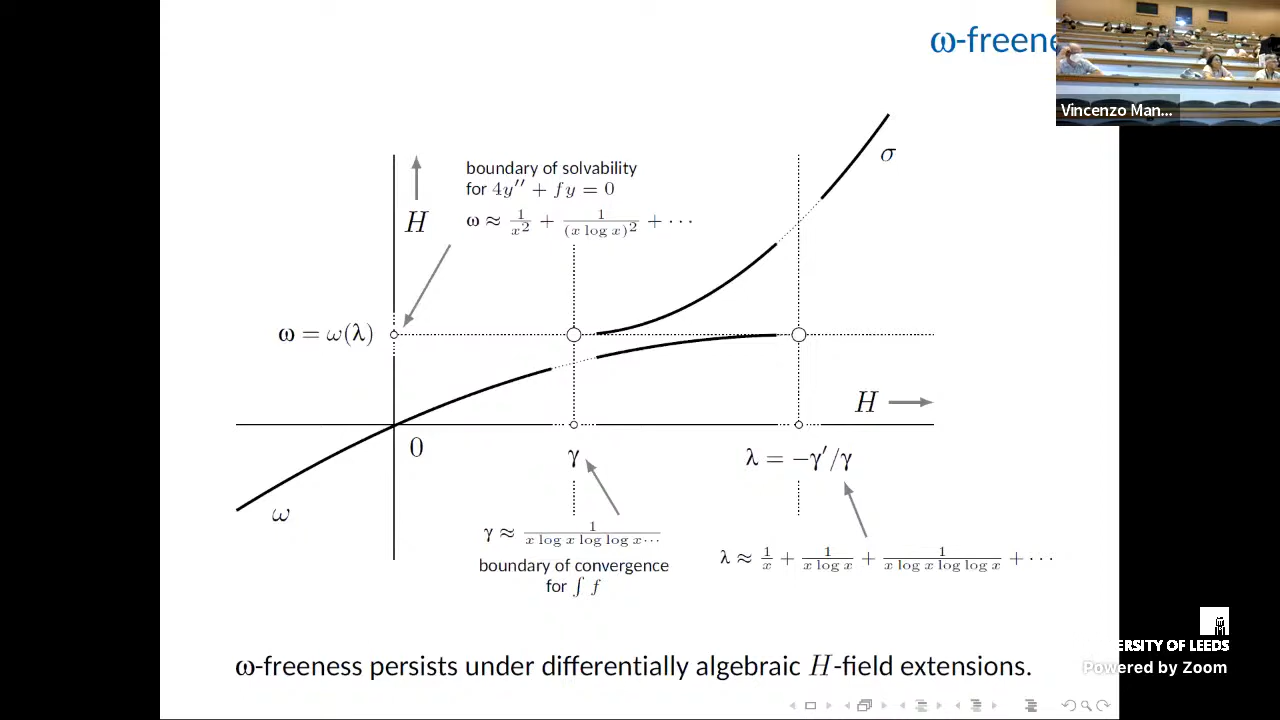 ω-freene
Vincenzo Man...
σ
boundary of solvability
for 4y′′ + fy = 0
H
ω ≈ 1/x² + 1/(x log x)² + ···
ω = ω(λ)
H
0
γ
λ = −γ′/γ
ω
γ ≈ 1/(x log x log log x···)
λ ≈ 1/x + 1/(x log x) + 1/(x log x log log x) + ···
boundary of convergence
for ∫ f
ERSITY OF LEEDS
Powered by Zoom
ω-freeness persists under differentially algebraic H-field extensions.